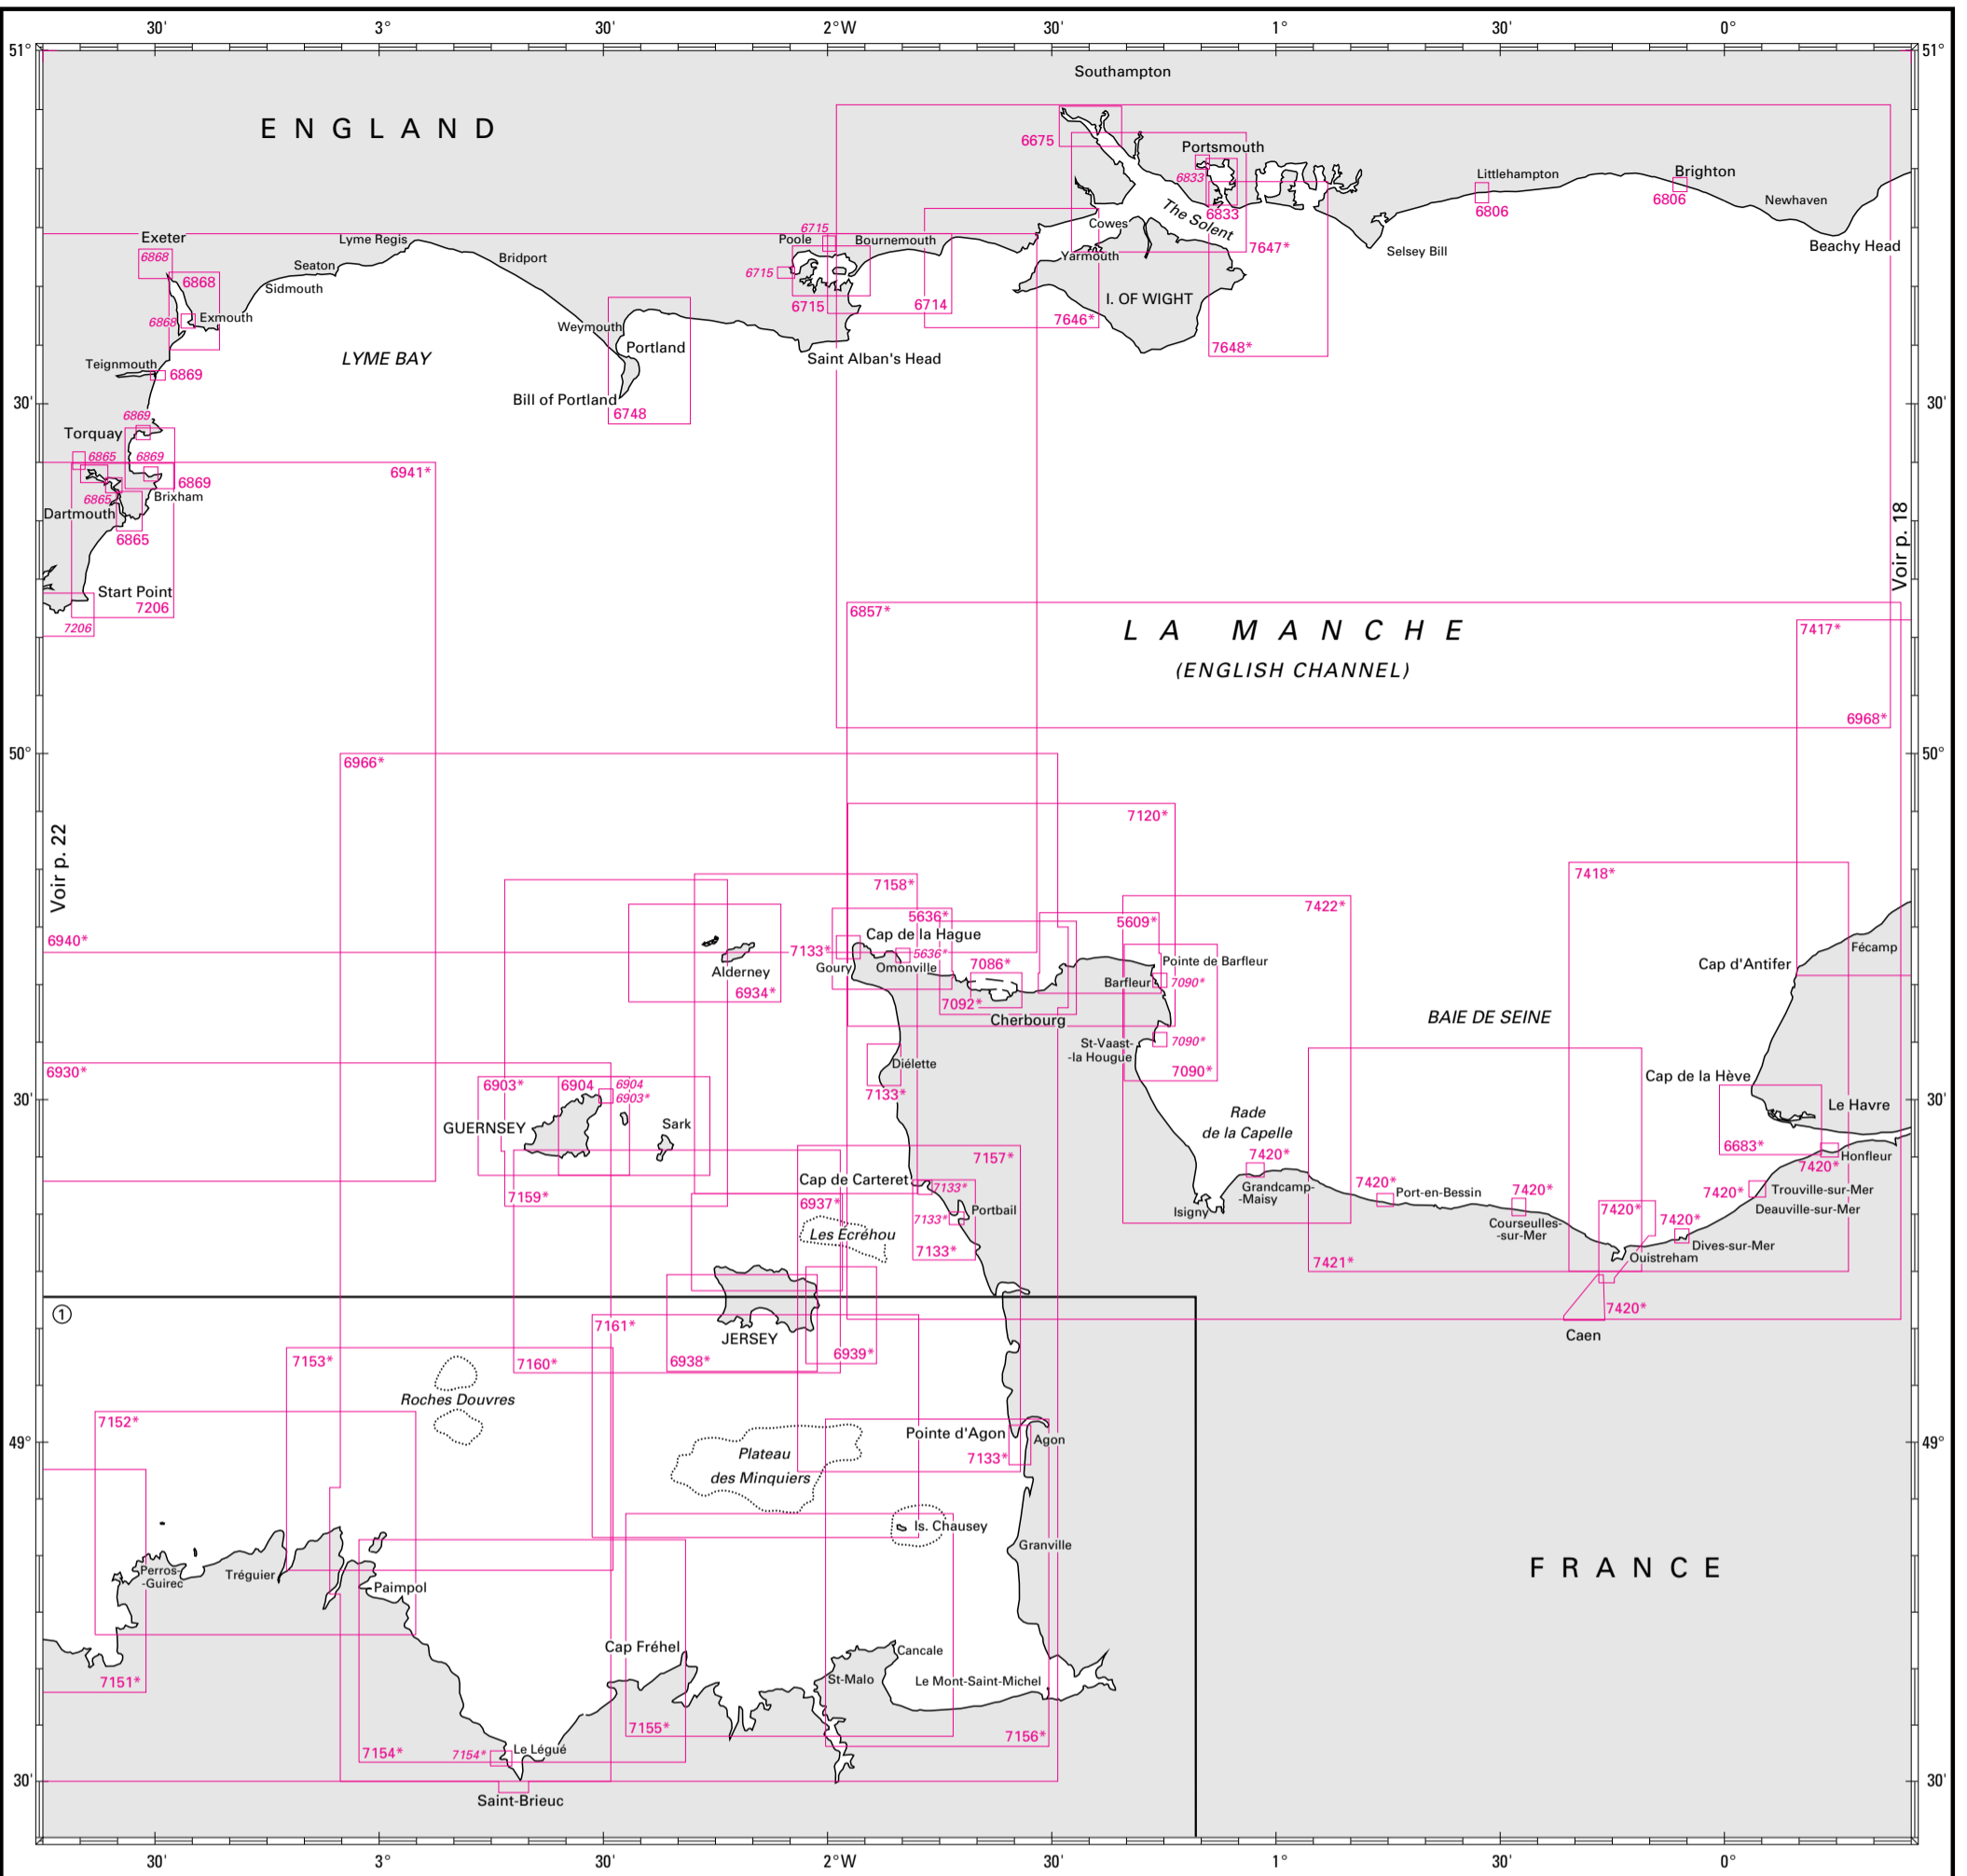 30' 3° 30' 2°W 30' 1° 30' 0°
51° 51°
Southampton
ENGLAND
6675
Portsmouth
6833
6833
Littlehampton
6806
Brighton
6806
Newhaven
Beachy Head
The Solent
Cowes
7647*
Selsey Bill
Yarmouth
I. OF WIGHT
7646*
7648*
Exeter
6868
6868
6868
Exmouth
Sidmouth
Seaton
Lyme Regis
Bridport
Weymouth
Portland
Bill of Portland
6748
6715
Poole
Bournemouth
6715
6715
6714
Saint Alban's Head
LYME BAY
Teignmouth
6869
30' 30'
6869
Torquay
6865
6869
6869
6941*
6865
Brixham
Dartmouth
6865
Start Point
7206
7206
Voir p. 18
6857*
LA MANCHE
(ENGLISH CHANNEL)
7417*
6968*
50° 50°
6966*
7120*
Voir p. 22
7158*
7418*
7422*
5636*
5609*
6940*
Cap de la Hague
7133*
5636*
Goury
Omonville
7086*
Pointe de Barfleur
Barfleur
7090*
Alderney
6934*
7092*
Cherbourg
Fécamp
Cap d'Antifer
BAIE DE SEINE
St-Vaast-
-la Hougue
7090*
7090*
Diélette
7133*
6930*
30' 30'
6903*
6904
6904
6903*
GUERNSEY
Sark
Cap de la Hève
Le Havre
6683*
Honfleur
7420*
Rade
de la Capelle
7420*
Grandcamp-
-Maisy
7157*
Cap de Carteret
7133*
7159*
6937*
Portbail
7133*
Isigny
7420*
Port-en-Bessin
7420*
Courseulles-
-sur-Mer
7420*
7420*
7420*
Trouville-sur-Mer
Deauville-sur-Mer
Dives-sur-Mer
Les Ecréhou
7133*
Ouistreham
7421*
7420*
Caen
①
7161*
JERSEY
6938*
6939*
7153*
7160*
Roches Douvres
7152*
49° 49°
Pointe d'Agon
Agon
7133*
Plateau
des Minquiers
Is. Chausey
Granville
FRANCE
Perros-
-Guirec
Tréguier
Paimpol
Cap Fréhel
Cancale
7151*
St-Malo
Le Mont-Saint-Michel
7155*
7156*
7154*
7154*
Le Légué
30' 30'
Saint-Brieuc
30' 3° 30' 2°W 30' 1° 30' 0°